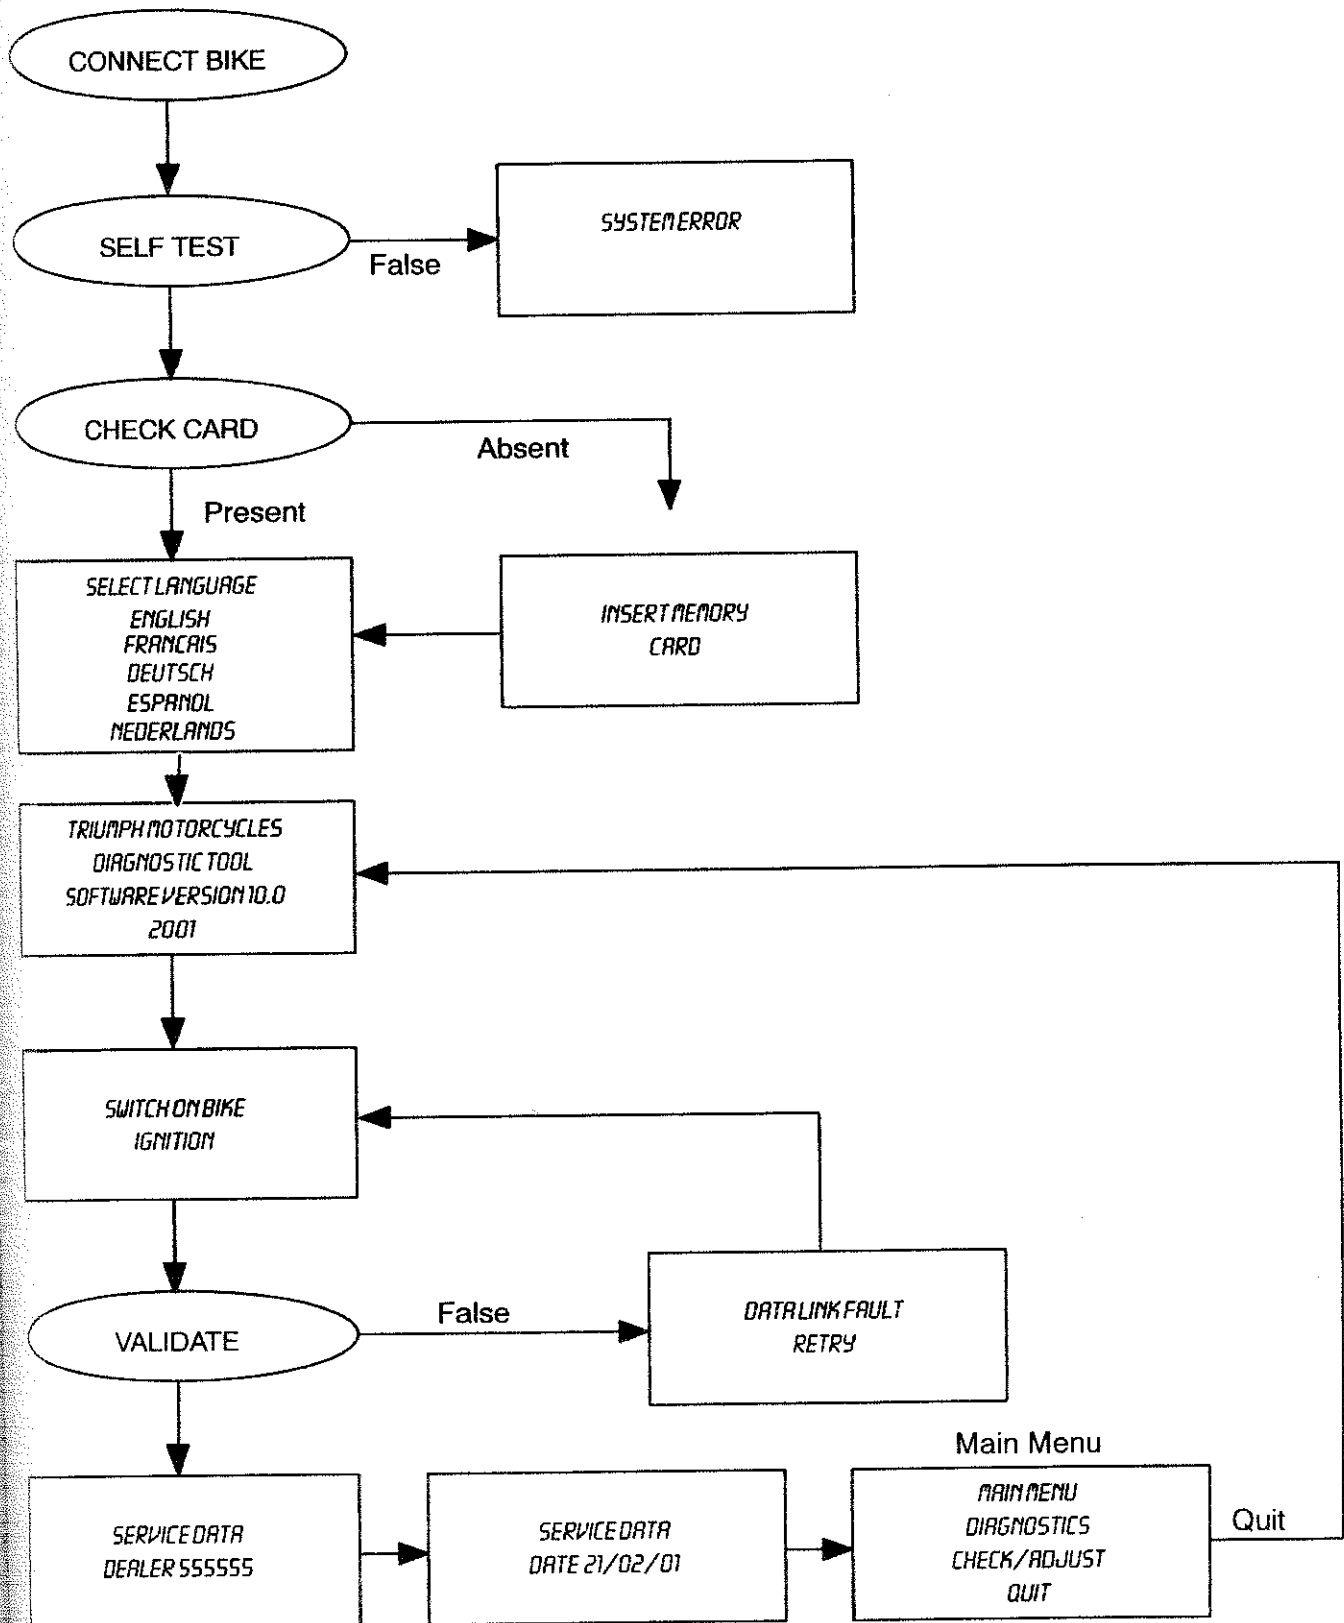 CONNECT BIKE
SELF TEST
False
SYSTEM ERROR
CHECK CARD
Absent
Present
SELECT LANGUAGE
ENGLISH
FRANCAIS
DEUTSCH
ESPANOL
NEDERLANDS
INSERT MEMORY
CARD
TRIUMPH MOTORCYCLES
DIAGNOSTIC TOOL
SOFTWARE VERSION 10.0
2001
SWITCH ON BIKE
IGNITION
VALIDATE
False
DATA LINK FAULT
RETRY
SERVICE DATA
DEALER 555555
SERVICE DATA
DATE 21/02/01
Main Menu
MAIN MENU
DIAGNOSTICS
CHECK/ADJUST
QUIT
Quit